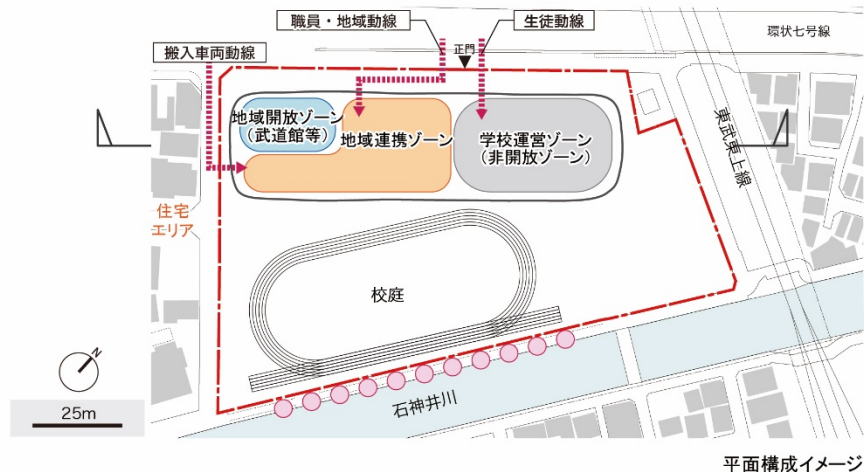 職員・地域動線
生徒動線
搬入車両動線
正門
環状七号線
地域開放ゾーン
（武道館等）
地域連携ゾーン
学校運営ゾーン
（非開放ゾーン）
東武東上線
住宅
エリア
校庭
石神井川
N
25m
平面構成イメージ